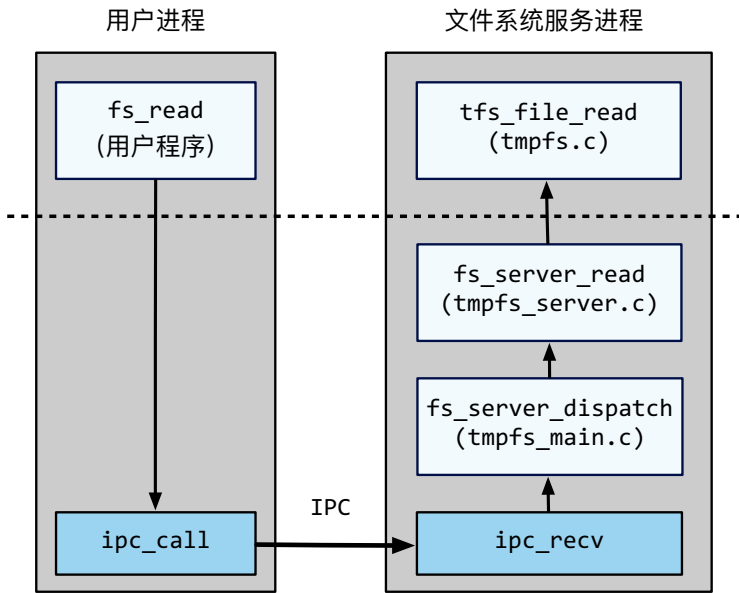 用户进程
文件系统服务进程
fs_read
(用户程序)
tfs_file_read
(tmpfs.c)
fs_server_read
(tmpfs_server.c)
fs_server_dispatch
(tmpfs_main.c)
IPC
ipc_call
ipc_recv